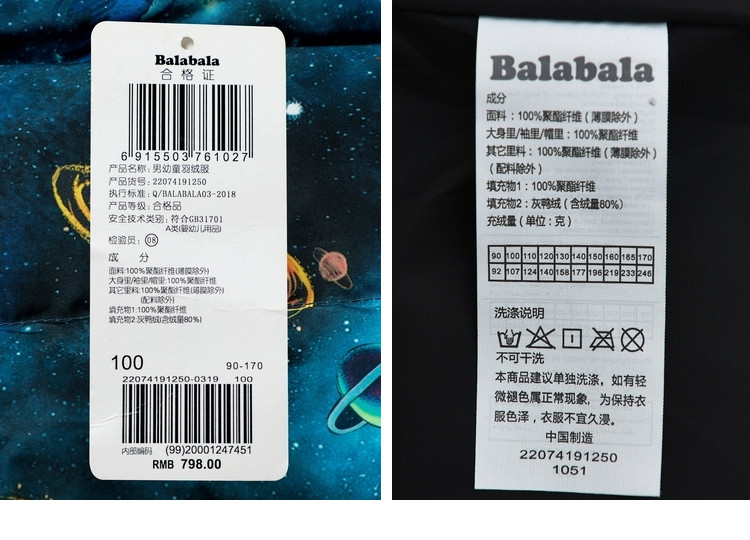 Balabala
合格证
6 915503 761027
产品名称: 男幼童羽绒服
产品货号: 22074191250
执行标准: Q/BALABALA03-2018
产品等级: 合格品
安全技术类别: 符合GB31701
A类(婴幼儿用品)
检验员: 08
成 分
面料:100%聚酯纤维(薄膜除外)
大身里/袖里/帽里:100%聚酯纤维
其它里料:100%聚酯纤维(薄膜除外)
(配料除外)
填充物1:100%聚酯纤维
填充物2:灰鸭绒(含绒量80%)
100 90-170
22074191250-0319 100
内部编码 (99)20001247451
RMB 798.00
Balabala
成分
面料：100%聚酯纤维（薄膜除外）
大身里/袖里/帽里：100%聚酯纤维
其它里料：100%聚酯纤维（薄膜除外）
（配料除外）
填充物1：100%聚酯纤维
填充物2：灰鸭绒（含绒量80%）
充绒量（单位：克）
90 100 110 120 130 140 150 160 165 170
92 107 124 140 158 177 196 219 233 246
洗涤说明
不可干洗
本商品建议单独洗涤，如有轻
微褪色属正常现象，为保持衣
服色泽，衣服不宜久浸。
中国制造
22074191250
1051